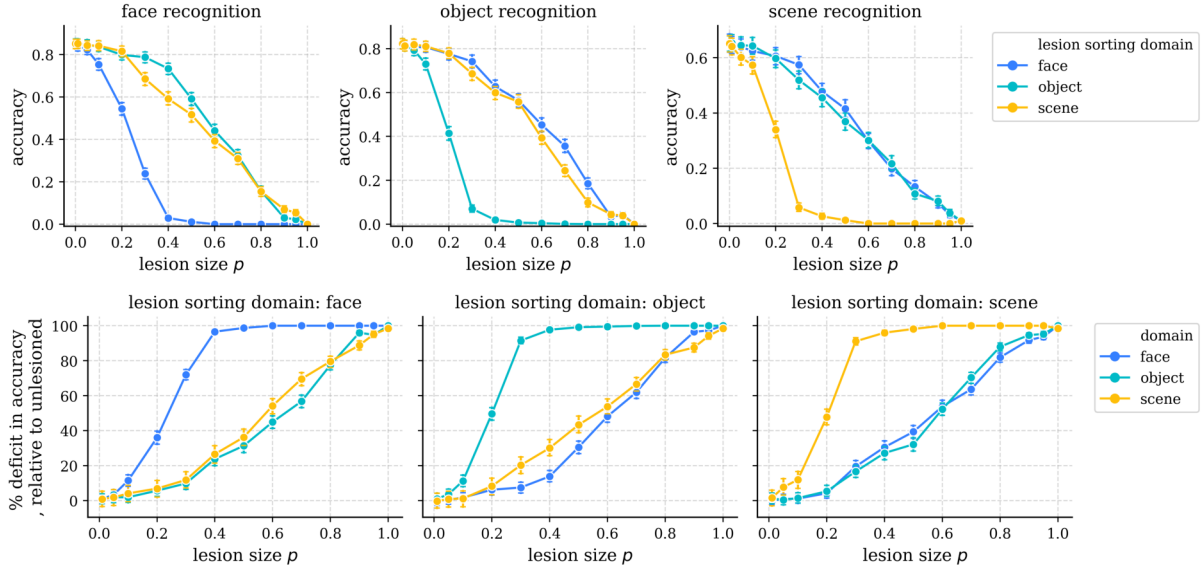 face recognition
object recognition
scene recognition
accuracy
0.8
0.6
0.4
0.2
0.0
0.0 0.2 0.4 0.6 0.8 1.0
lesion size p
accuracy
0.8
0.6
0.4
0.2
0.0
0.0 0.2 0.4 0.6 0.8 1.0
lesion size p
accuracy
0.6
0.4
0.2
0.0
0.0 0.2 0.4 0.6 0.8 1.0
lesion size p
lesion sorting domain
face
object
scene
lesion sorting domain: face
lesion sorting domain: object
lesion sorting domain: scene
% deficit in accuracy
, relative to unlesioned
100
80
60
40
20
0
0.0 0.2 0.4 0.6 0.8 1.0
lesion size p
0.0 0.2 0.4 0.6 0.8 1.0
lesion size p
0.0 0.2 0.4 0.6 0.8 1.0
lesion size p
domain
face
object
scene